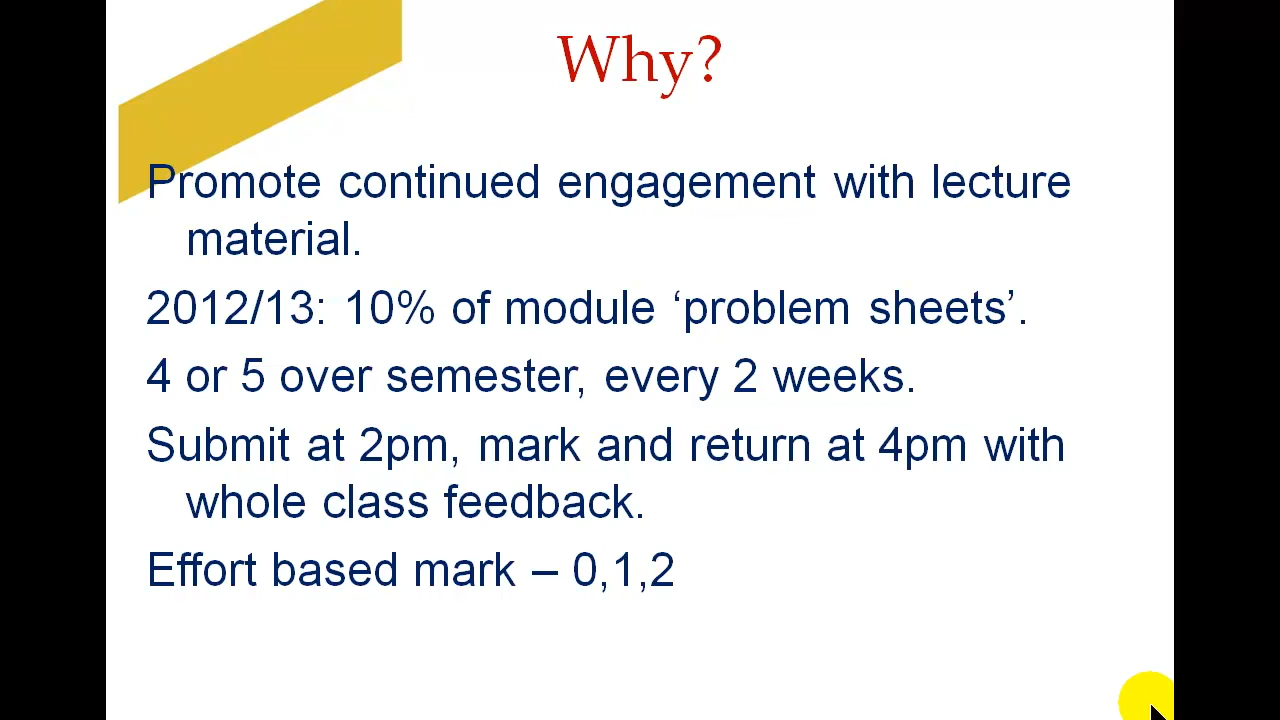 Why?
Promote continued engagement with lecture
material.
2012/13: 10% of module ‘problem sheets’.
4 or 5 over semester, every 2 weeks.
Submit at 2pm, mark and return at 4pm with
whole class feedback.
Effort based mark – 0,1,2